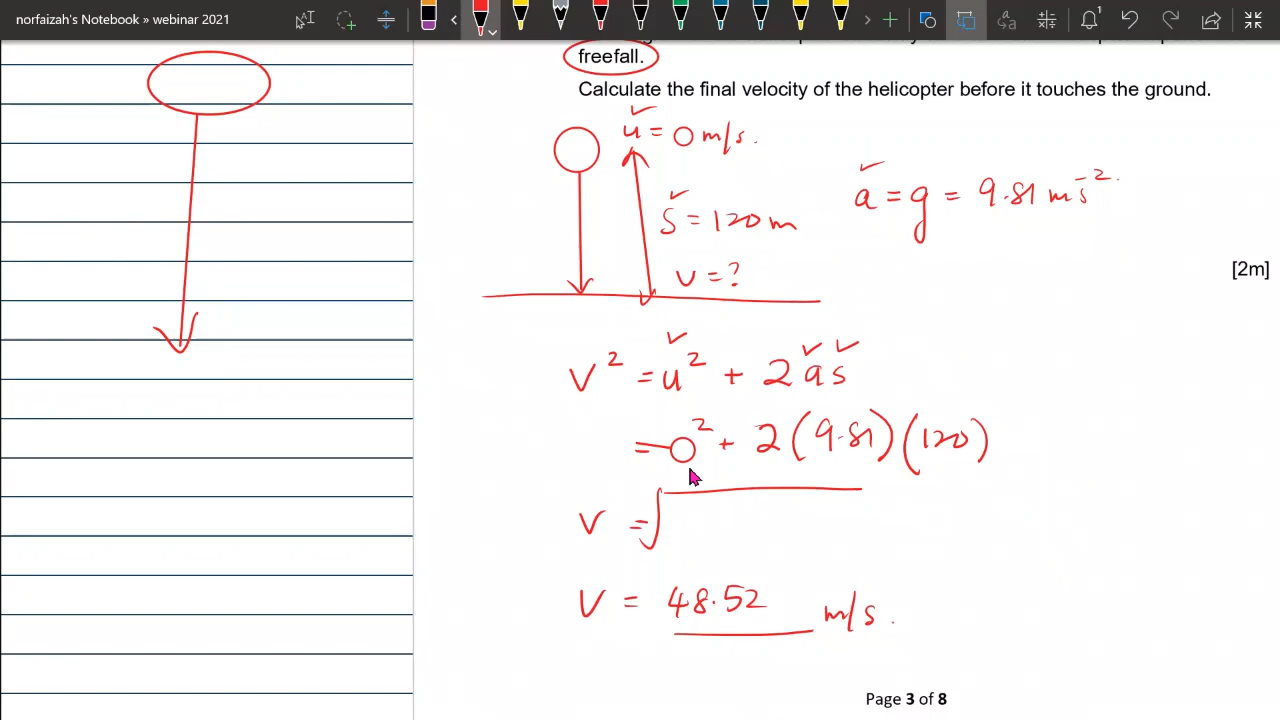 norfaizah's Notebook » webinar 2021
freefall.
Calculate the final velocity of the helicopter before it touches the ground.
u = 0 m/s.
a = g = 9.81 ms⁻².
s = 120 m
v = ?
[2m]
v² = u² + 2as
= 0² + 2(9.81)(120)
v = √
v = 48.52 m/s.
Page 3 of 8